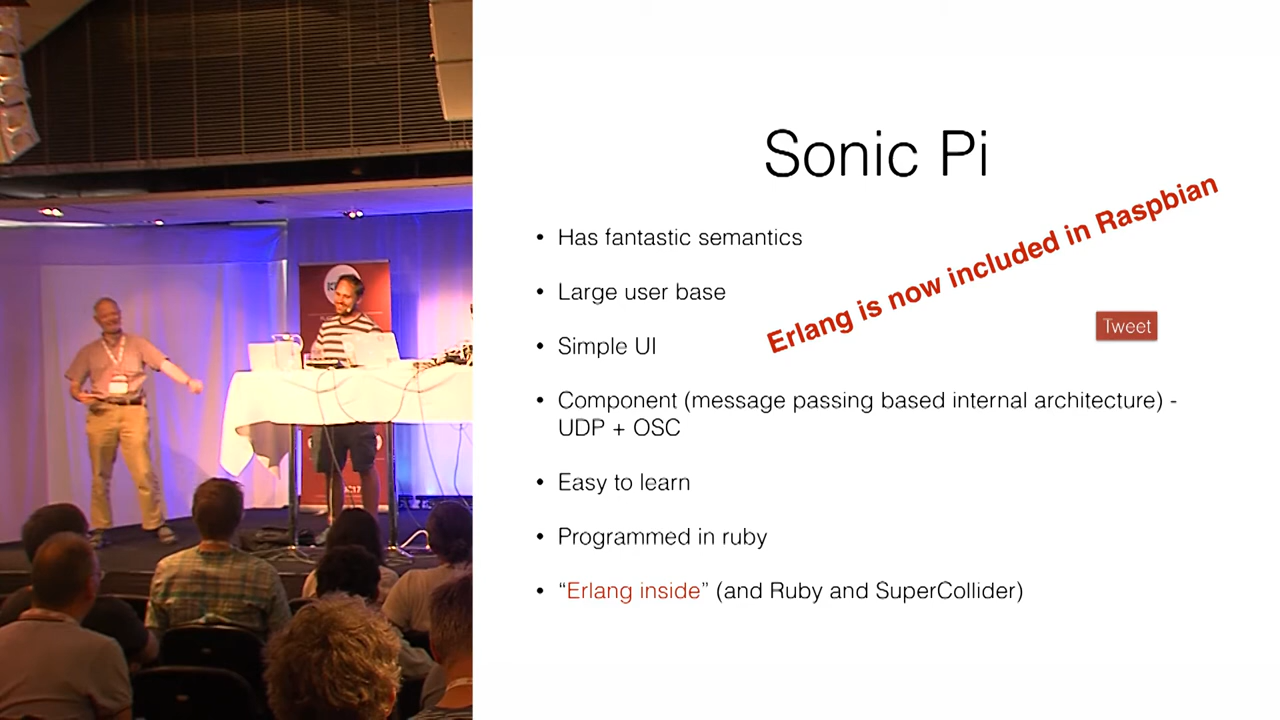 Sonic Pi
Erlang is now included in Raspbian
• Has fantastic semantics
• Large user base
Tweet
• Simple UI
• Component (message passing based internal architecture) -
UDP + OSC
• Easy to learn
• Programmed in ruby
• “Erlang inside” (and Ruby and SuperCollider)